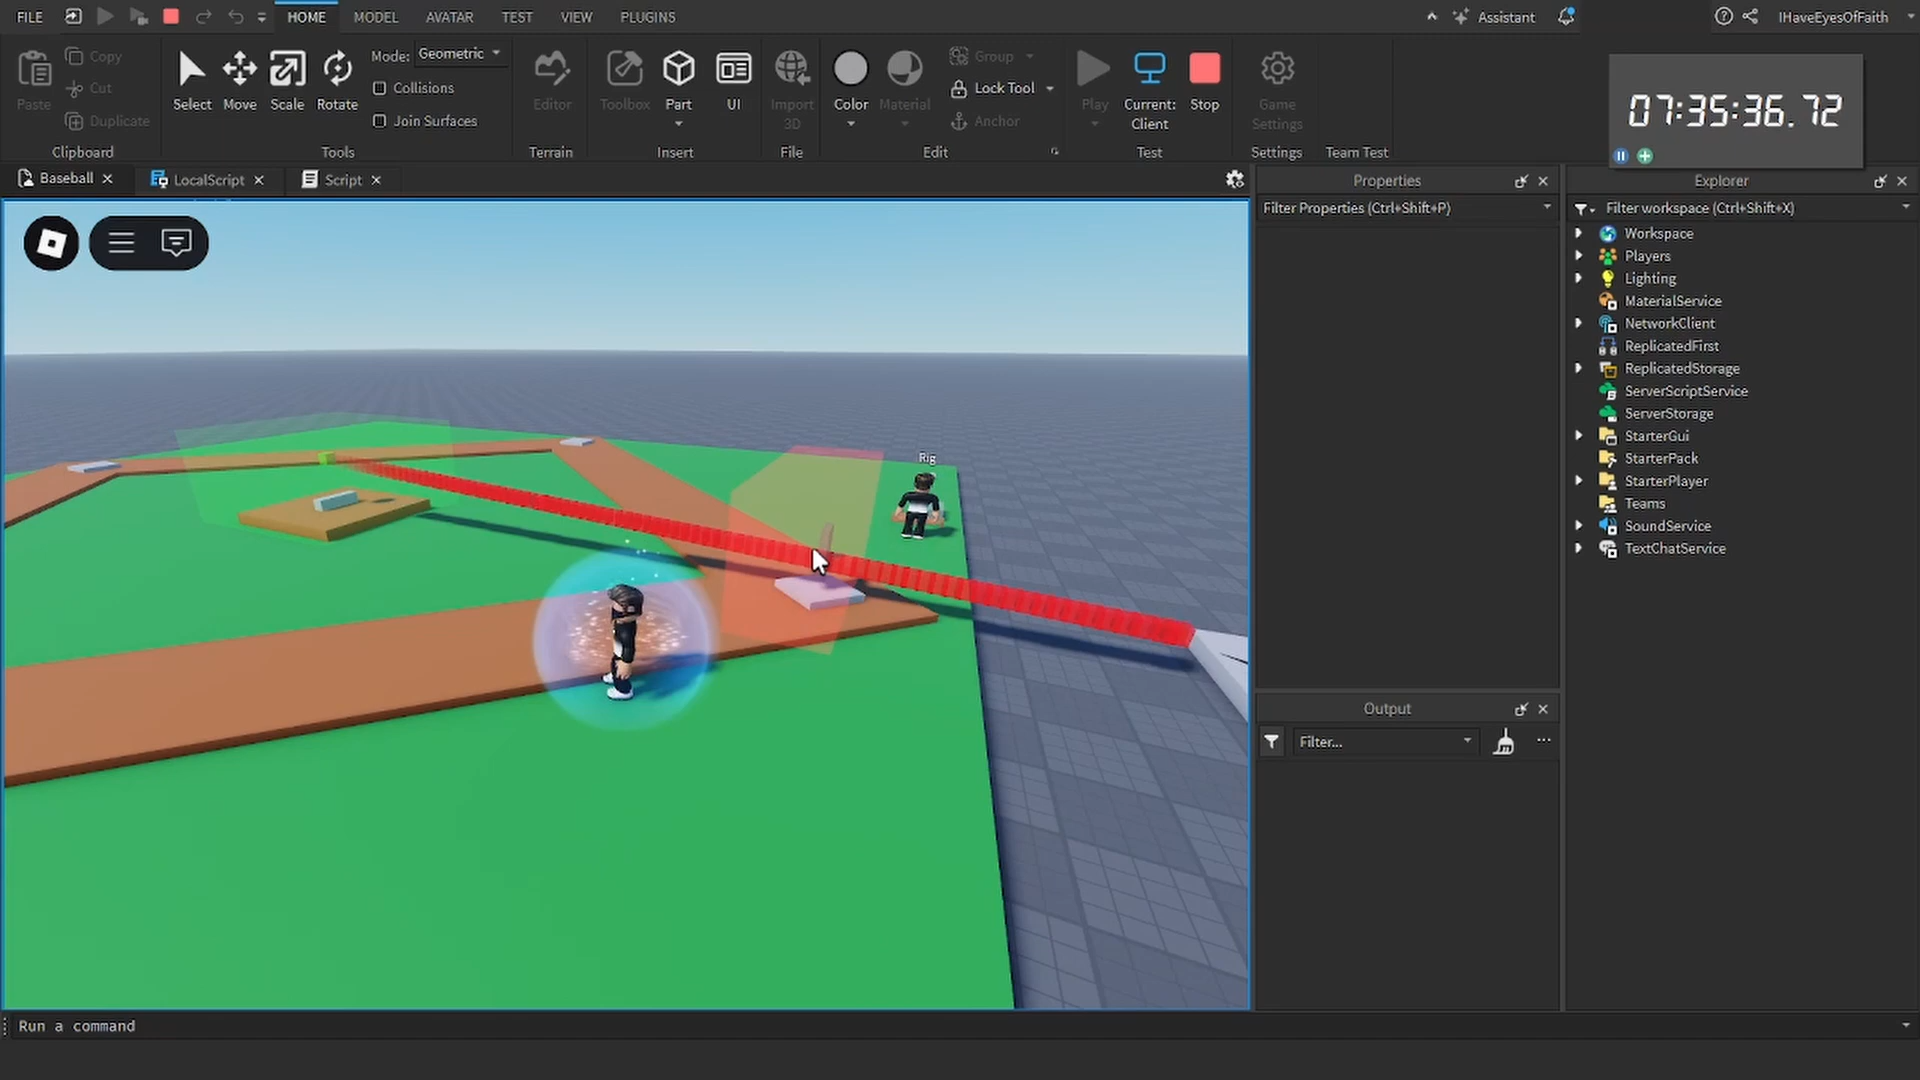 FILE HOME MODEL AVATAR TEST VIEW PLUGINS Assistant IHaveEyesOfFaith
Paste Copy Cut Duplicate
Clipboard
Select Move Scale Rotate
Mode: Geometric
Collisions
Join Surfaces
Tools
Editor
Terrain
Toolbox Part UI
Insert
Import 3D
File
Color Material
Group
Lock Tool
Anchor
Edit
Play Current: Client Stop
Test
Game Settings
Settings
Team Test
07:35:36.72
Baseball LocalScript Script
Rig
Properties
Filter Properties (Ctrl+Shift+P)
Output
Filter...
Explorer
Filter workspace (Ctrl+Shift+X)
Workspace
Players
Lighting
MaterialService
NetworkClient
ReplicatedFirst
ReplicatedStorage
ServerScriptService
ServerStorage
StarterGui
StarterPack
StarterPlayer
Teams
SoundService
TextChatService
Run a command